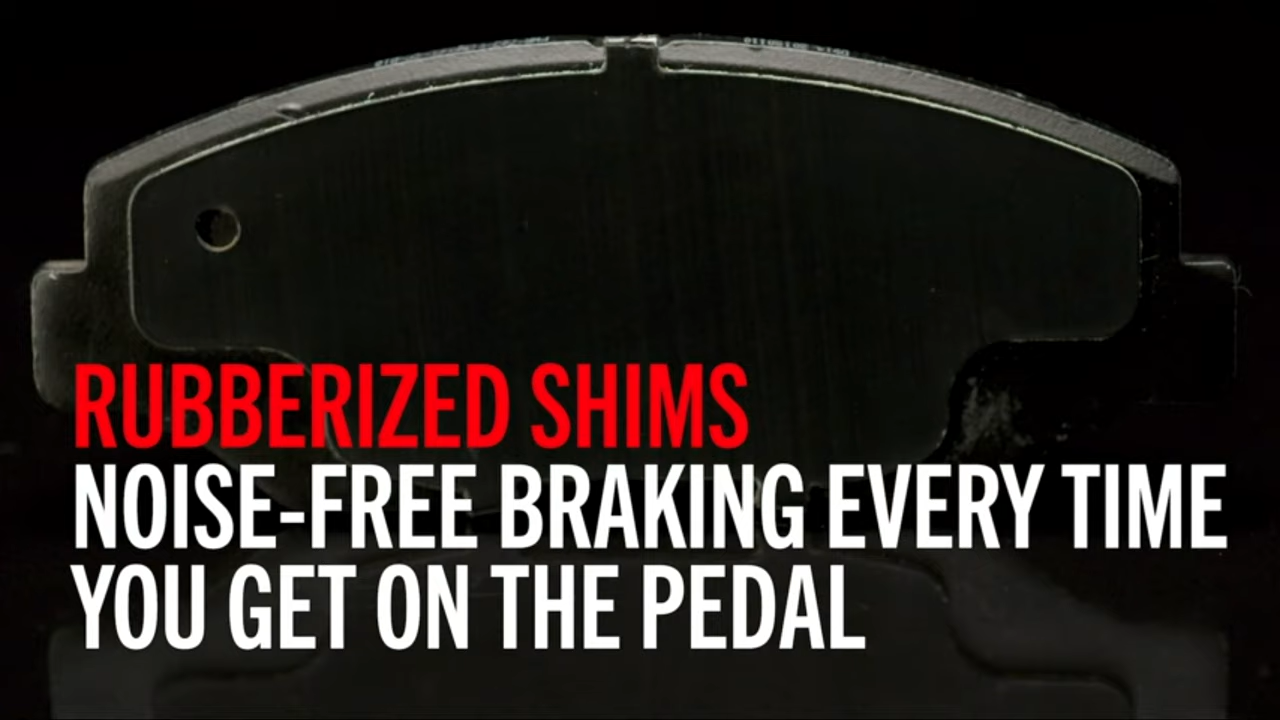 RUBBERIZED SHIMS
NOISE-FREE BRAKING EVERY TIME
YOU GET ON THE PEDAL